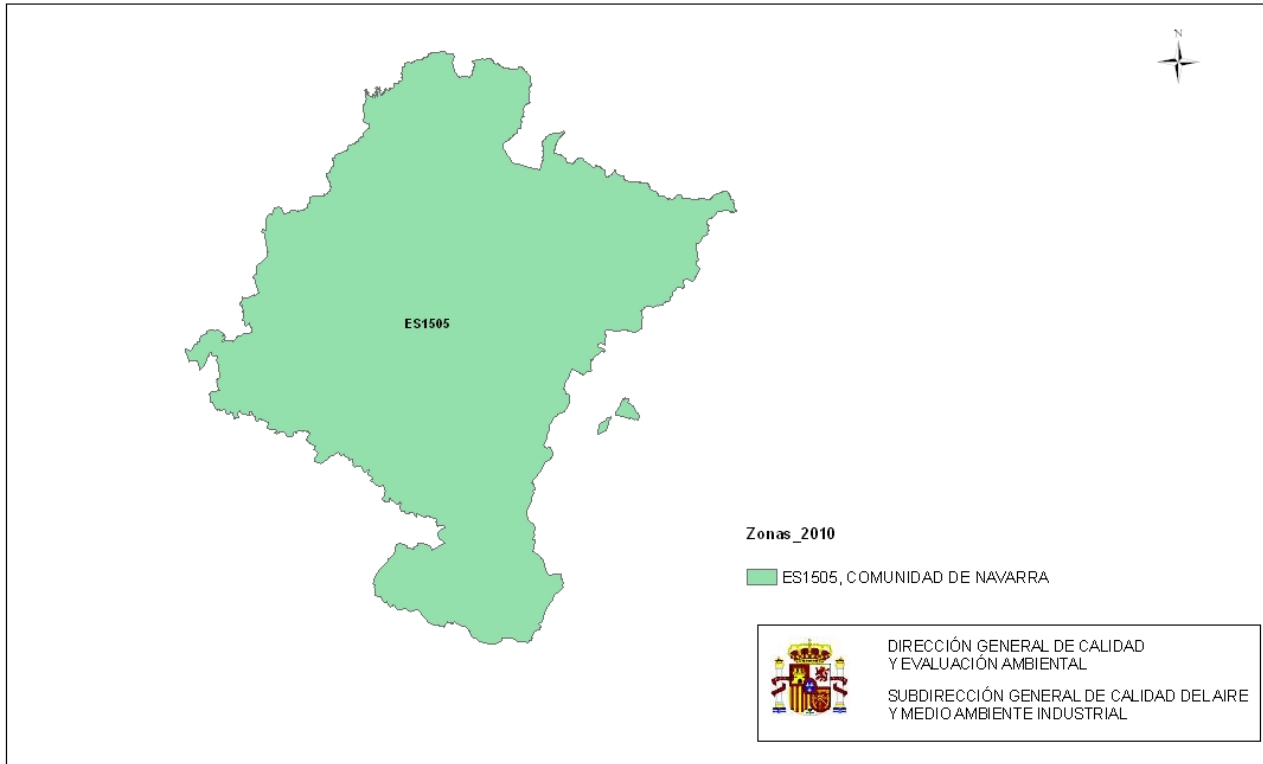 N
ES1505
Zonas_2010
ES1505, COMUNIDAD DE NAVARRA
DIRECCIÓN GENERAL DE CALIDAD
Y EVALUACIÓN AMBIENTAL
SUBDIRECCIÓN GENERAL DE CALIDAD DEL AIRE
Y MEDIO AMBIENTE INDUSTRIAL